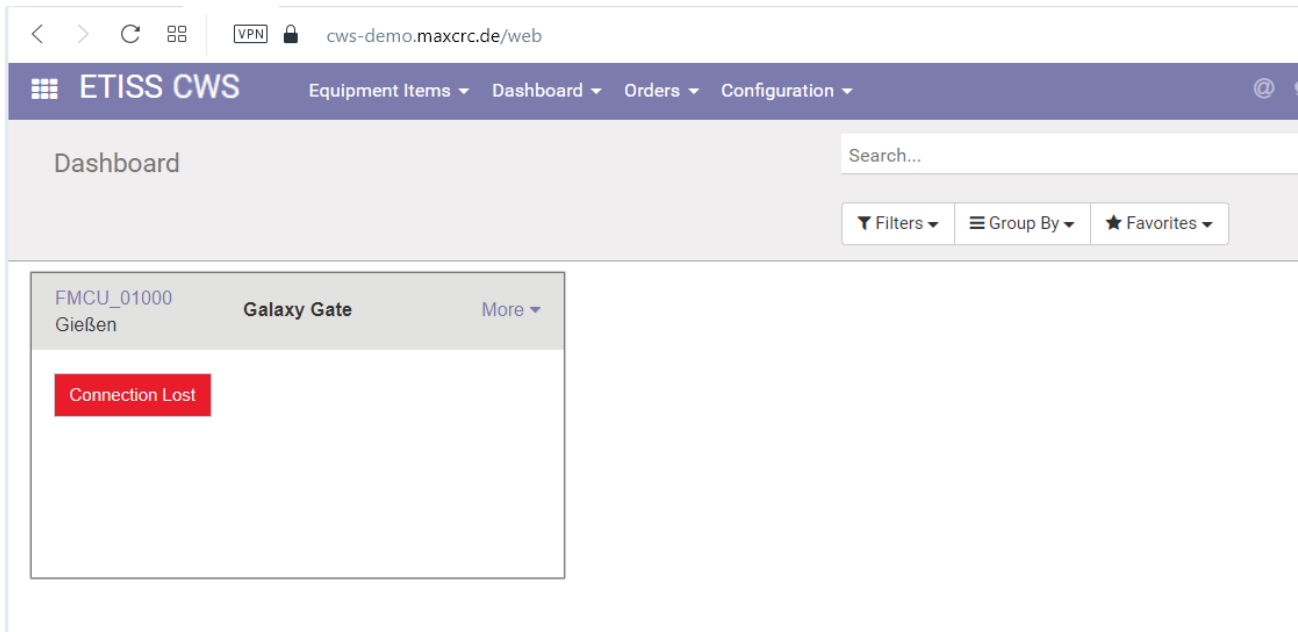 VPN cws-demo.maxcrc.de/web
ETISS CWS Equipment Items Dashboard Orders Configuration @
Dashboard
Search...
Filters Group By Favorites
FMCU_01000
Gießen
Galaxy Gate
More
Connection Lost